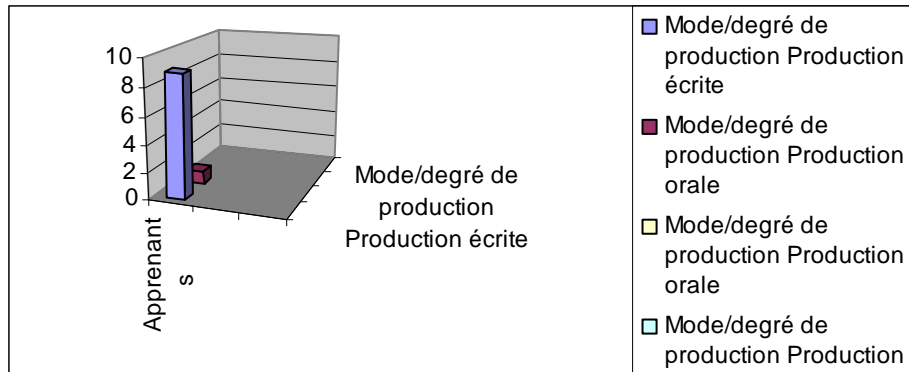 10
8
6
4
2
0
Apprenant
s
Mode/degré de
production
Production écrite
Mode/degré de
production Production
écrite
Mode/degré de
production Production
orale
Mode/degré de
production Production
orale
Mode/degré de
production Production